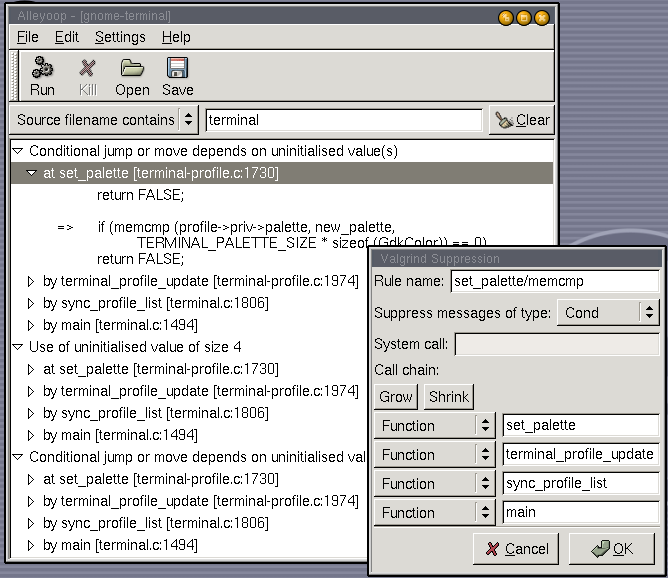 Alleyoop - [gnome-terminal]
File Edit Settings Help
Run Kill Open Save
Source filename contains terminal Clear
Conditional jump or move depends on uninitialised value(s)
at set_palette [terminal-profile.c:1730]
return FALSE;
=> if (memcmp (profile->priv->palette, new_palette,
TERMINAL_PALETTE_SIZE * sizeof (GdkColor)) == 0)
return FALSE;
by terminal_profile_update [terminal-profile.c:1974]
by sync_profile_list [terminal.c:1806]
by main [terminal.c:1494]
Use of uninitialised value of size 4
at set_palette [terminal-profile.c:1730]
by terminal_profile_update [terminal-profile.c:1974]
by sync_profile_list [terminal.c:1806]
by main [terminal.c:1494]
Conditional jump or move depends on uninitialised val
at set_palette [terminal-profile.c:1730]
by terminal_profile_update [terminal-profile.c:1974]
by sync_profile_list [terminal.c:1806]
by main [terminal.c:1494]
Valgrind Suppression
Rule name: set_palette/memcmp
Suppress messages of type: Cond
System call:
Call chain:
Grow Shrink
Function set_palette
Function terminal_profile_update
Function sync_profile_list
Function main
Cancel OK